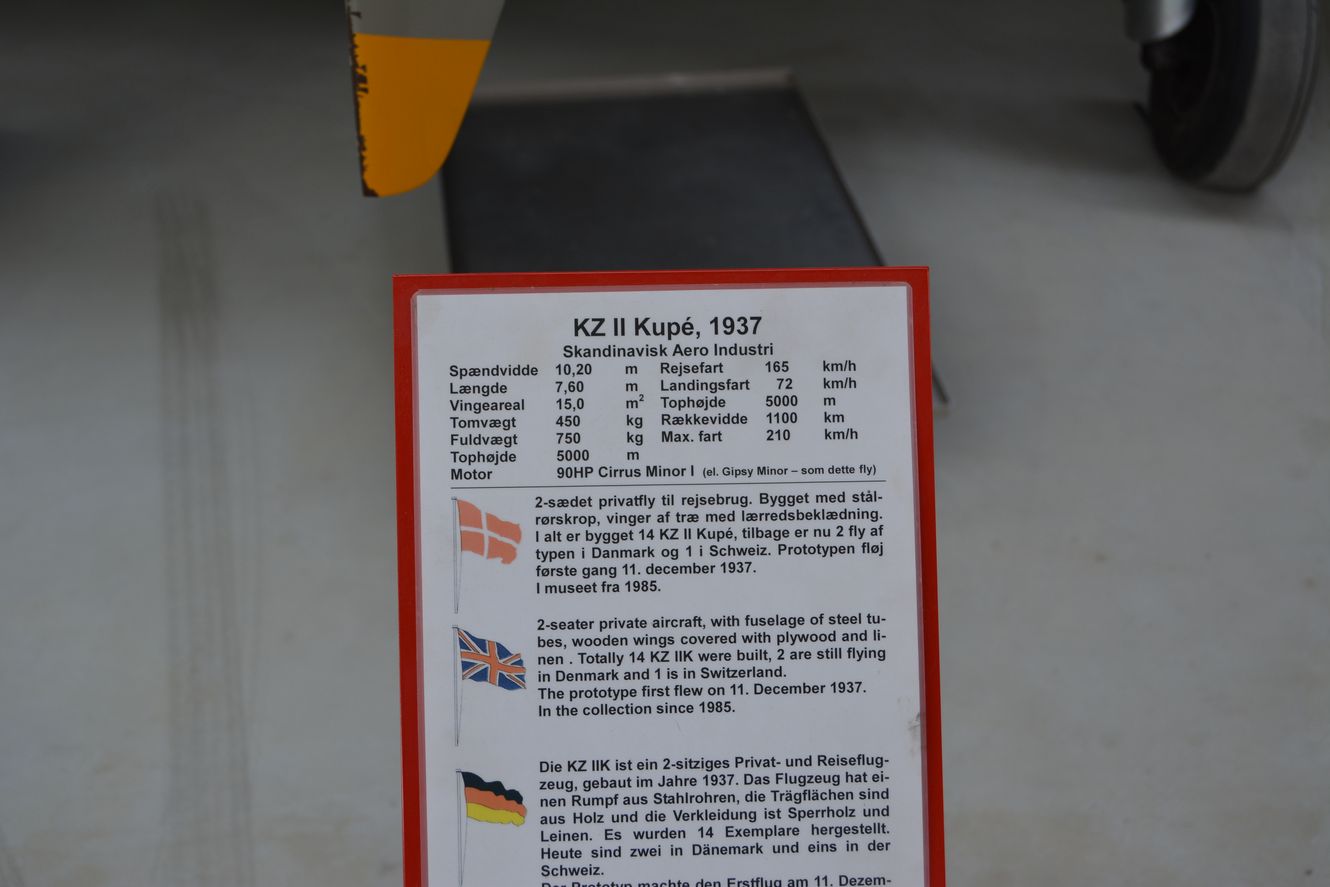 KZ II Kupé, 1937
Skandinavisk Aero Industri
Spændvidde 10,20 m Rejsefart 165 km/h
Længde 7,60 m Landingsfart 72 km/h
Vingeareal 15,0 m² Tophøjde 5000 m
Tomvægt 450 kg Rækkevidde 1100 km
Fuldvægt 750 kg Max. fart 210 km/h
Tophøjde 5000 m
Motor 90HP Cirrus Minor I (el. Gipsy Minor – som dette fly)
2-sædet privatfly til rejsebrug. Bygget med stål-
rørskrop, vinger af træ med lærredsbeklædning.
I alt er bygget 14 KZ II Kupé, tilbage er nu 2 fly af
typen i Danmark og 1 i Schweiz. Prototypen fløj
første gang 11. december 1937.
I museet fra 1985.
2-seater private aircraft, with fuselage of steel tu-
bes, wooden wings covered with plywood and li-
nen . Totally 14 KZ IIK were built, 2 are still flying
in Denmark and 1 is in Switzerland.
The prototype first flew on 11. December 1937.
In the collection since 1985.
Die KZ IIK ist ein 2-sitziges Privat- und Reiseflug-
zeug, gebaut im Jahre 1937. Das Flugzeug hat ei-
nen Rumpf aus Stahlrohren, die Trägflächen sind
aus Holz und die Verkleidung ist Sperrholz und
Leinen. Es wurden 14 Exemplare hergestellt.
Heute sind zwei in Dänemark und eins in der
Schweiz.
Der Prototyp machte den Erstflug am 11. Dezem-